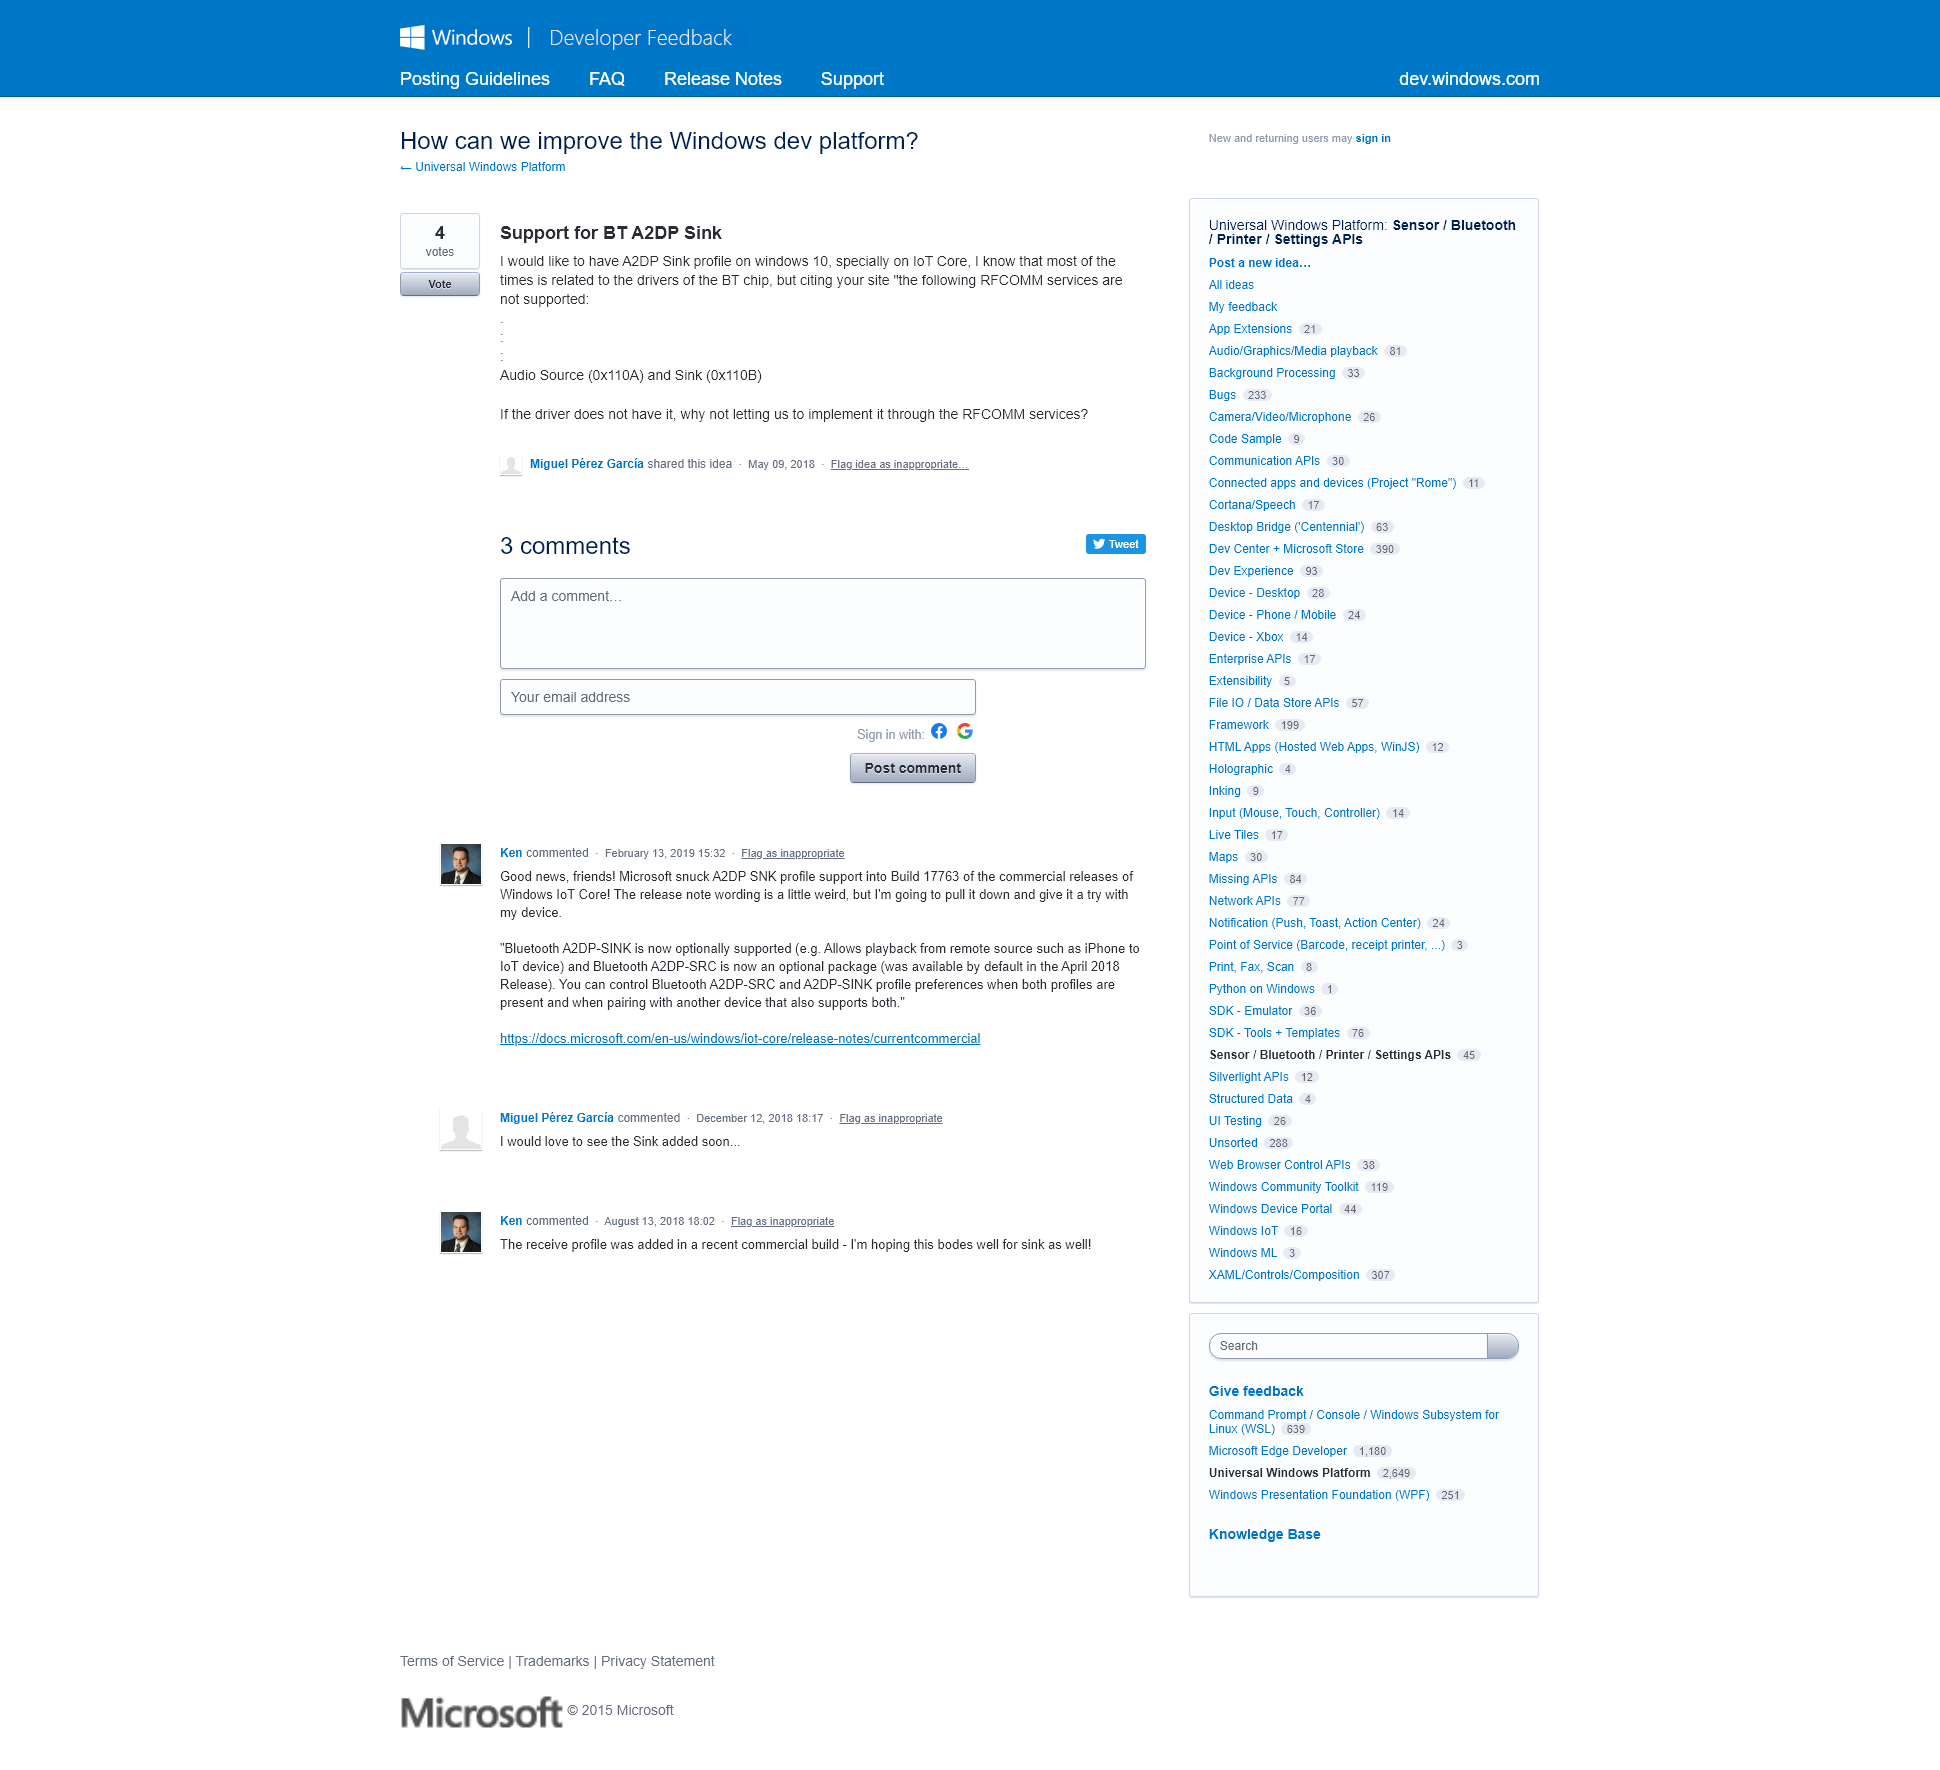 Windows | Developer Feedback
Posting Guidelines FAQ Release Notes Support dev.windows.com
How can we improve the Windows dev platform?
← Universal Windows Platform
New and returning users may sign in
4
votes
Vote
Support for BT A2DP Sink
I would like to have A2DP Sink profile on windows 10, specially on IoT Core, I know that most of the
times is related to the drivers of the BT chip, but citing your site "the following RFCOMM services are
not supported:
.
:
:
Audio Source (0x110A) and Sink (0x110B)
If the driver does not have it, why not letting us to implement it through the RFCOMM services?
Miguel Pérez García shared this idea · May 09, 2018 · Flag idea as inappropriate…
3 comments
Tweet
Add a comment…
Your email address
Sign in with:
Post comment
Ken commented · February 13, 2019 15:32 · Flag as inappropriate
Good news, friends! Microsoft snuck A2DP SNK profile support into Build 17763 of the commercial releases of
Windows IoT Core! The release note wording is a little weird, but I'm going to pull it down and give it a try with
my device.
"Bluetooth A2DP-SINK is now optionally supported (e.g. Allows playback from remote source such as iPhone to
IoT device) and Bluetooth A2DP-SRC is now an optional package (was available by default in the April 2018
Release). You can control Bluetooth A2DP-SRC and A2DP-SINK profile preferences when both profiles are
present and when pairing with another device that also supports both."
https://docs.microsoft.com/en-us/windows/iot-core/release-notes/currentcommercial
Miguel Pérez García commented · December 12, 2018 18:17 · Flag as inappropriate
I would love to see the Sink added soon...
Ken commented · August 13, 2018 18:02 · Flag as inappropriate
The receive profile was added in a recent commercial build - I'm hoping this bodes well for sink as well!
Universal Windows Platform: Sensor / Bluetooth
/ Printer / Settings APIs
Post a new idea…
All ideas
My feedback
App Extensions 21
Audio/Graphics/Media playback 81
Background Processing 33
Bugs 233
Camera/Video/Microphone 26
Code Sample 9
Communication APIs 30
Connected apps and devices (Project "Rome") 11
Cortana/Speech 17
Desktop Bridge ('Centennial') 63
Dev Center + Microsoft Store 390
Dev Experience 93
Device - Desktop 28
Device - Phone / Mobile 24
Device - Xbox 14
Enterprise APIs 17
Extensibility 5
File IO / Data Store APIs 57
Framework 199
HTML Apps (Hosted Web Apps, WinJS) 12
Holographic 4
Inking 9
Input (Mouse, Touch, Controller) 14
Live Tiles 17
Maps 30
Missing APIs 84
Network APIs 77
Notification (Push, Toast, Action Center) 24
Point of Service (Barcode, receipt printer, ...) 3
Print, Fax, Scan 8
Python on Windows 1
SDK - Emulator 36
SDK - Tools + Templates 76
Sensor / Bluetooth / Printer / Settings APIs 45
Silverlight APIs 12
Structured Data 4
UI Testing 26
Unsorted 288
Web Browser Control APIs 38
Windows Community Toolkit 119
Windows Device Portal 44
Windows IoT 16
Windows ML 3
XAML/Controls/Composition 307
Search
Give feedback
Command Prompt / Console / Windows Subsystem for
Linux (WSL) 639
Microsoft Edge Developer 1,180
Universal Windows Platform 2,649
Windows Presentation Foundation (WPF) 251
Knowledge Base
Terms of Service | Trademarks | Privacy Statement
Microsoft © 2015 Microsoft